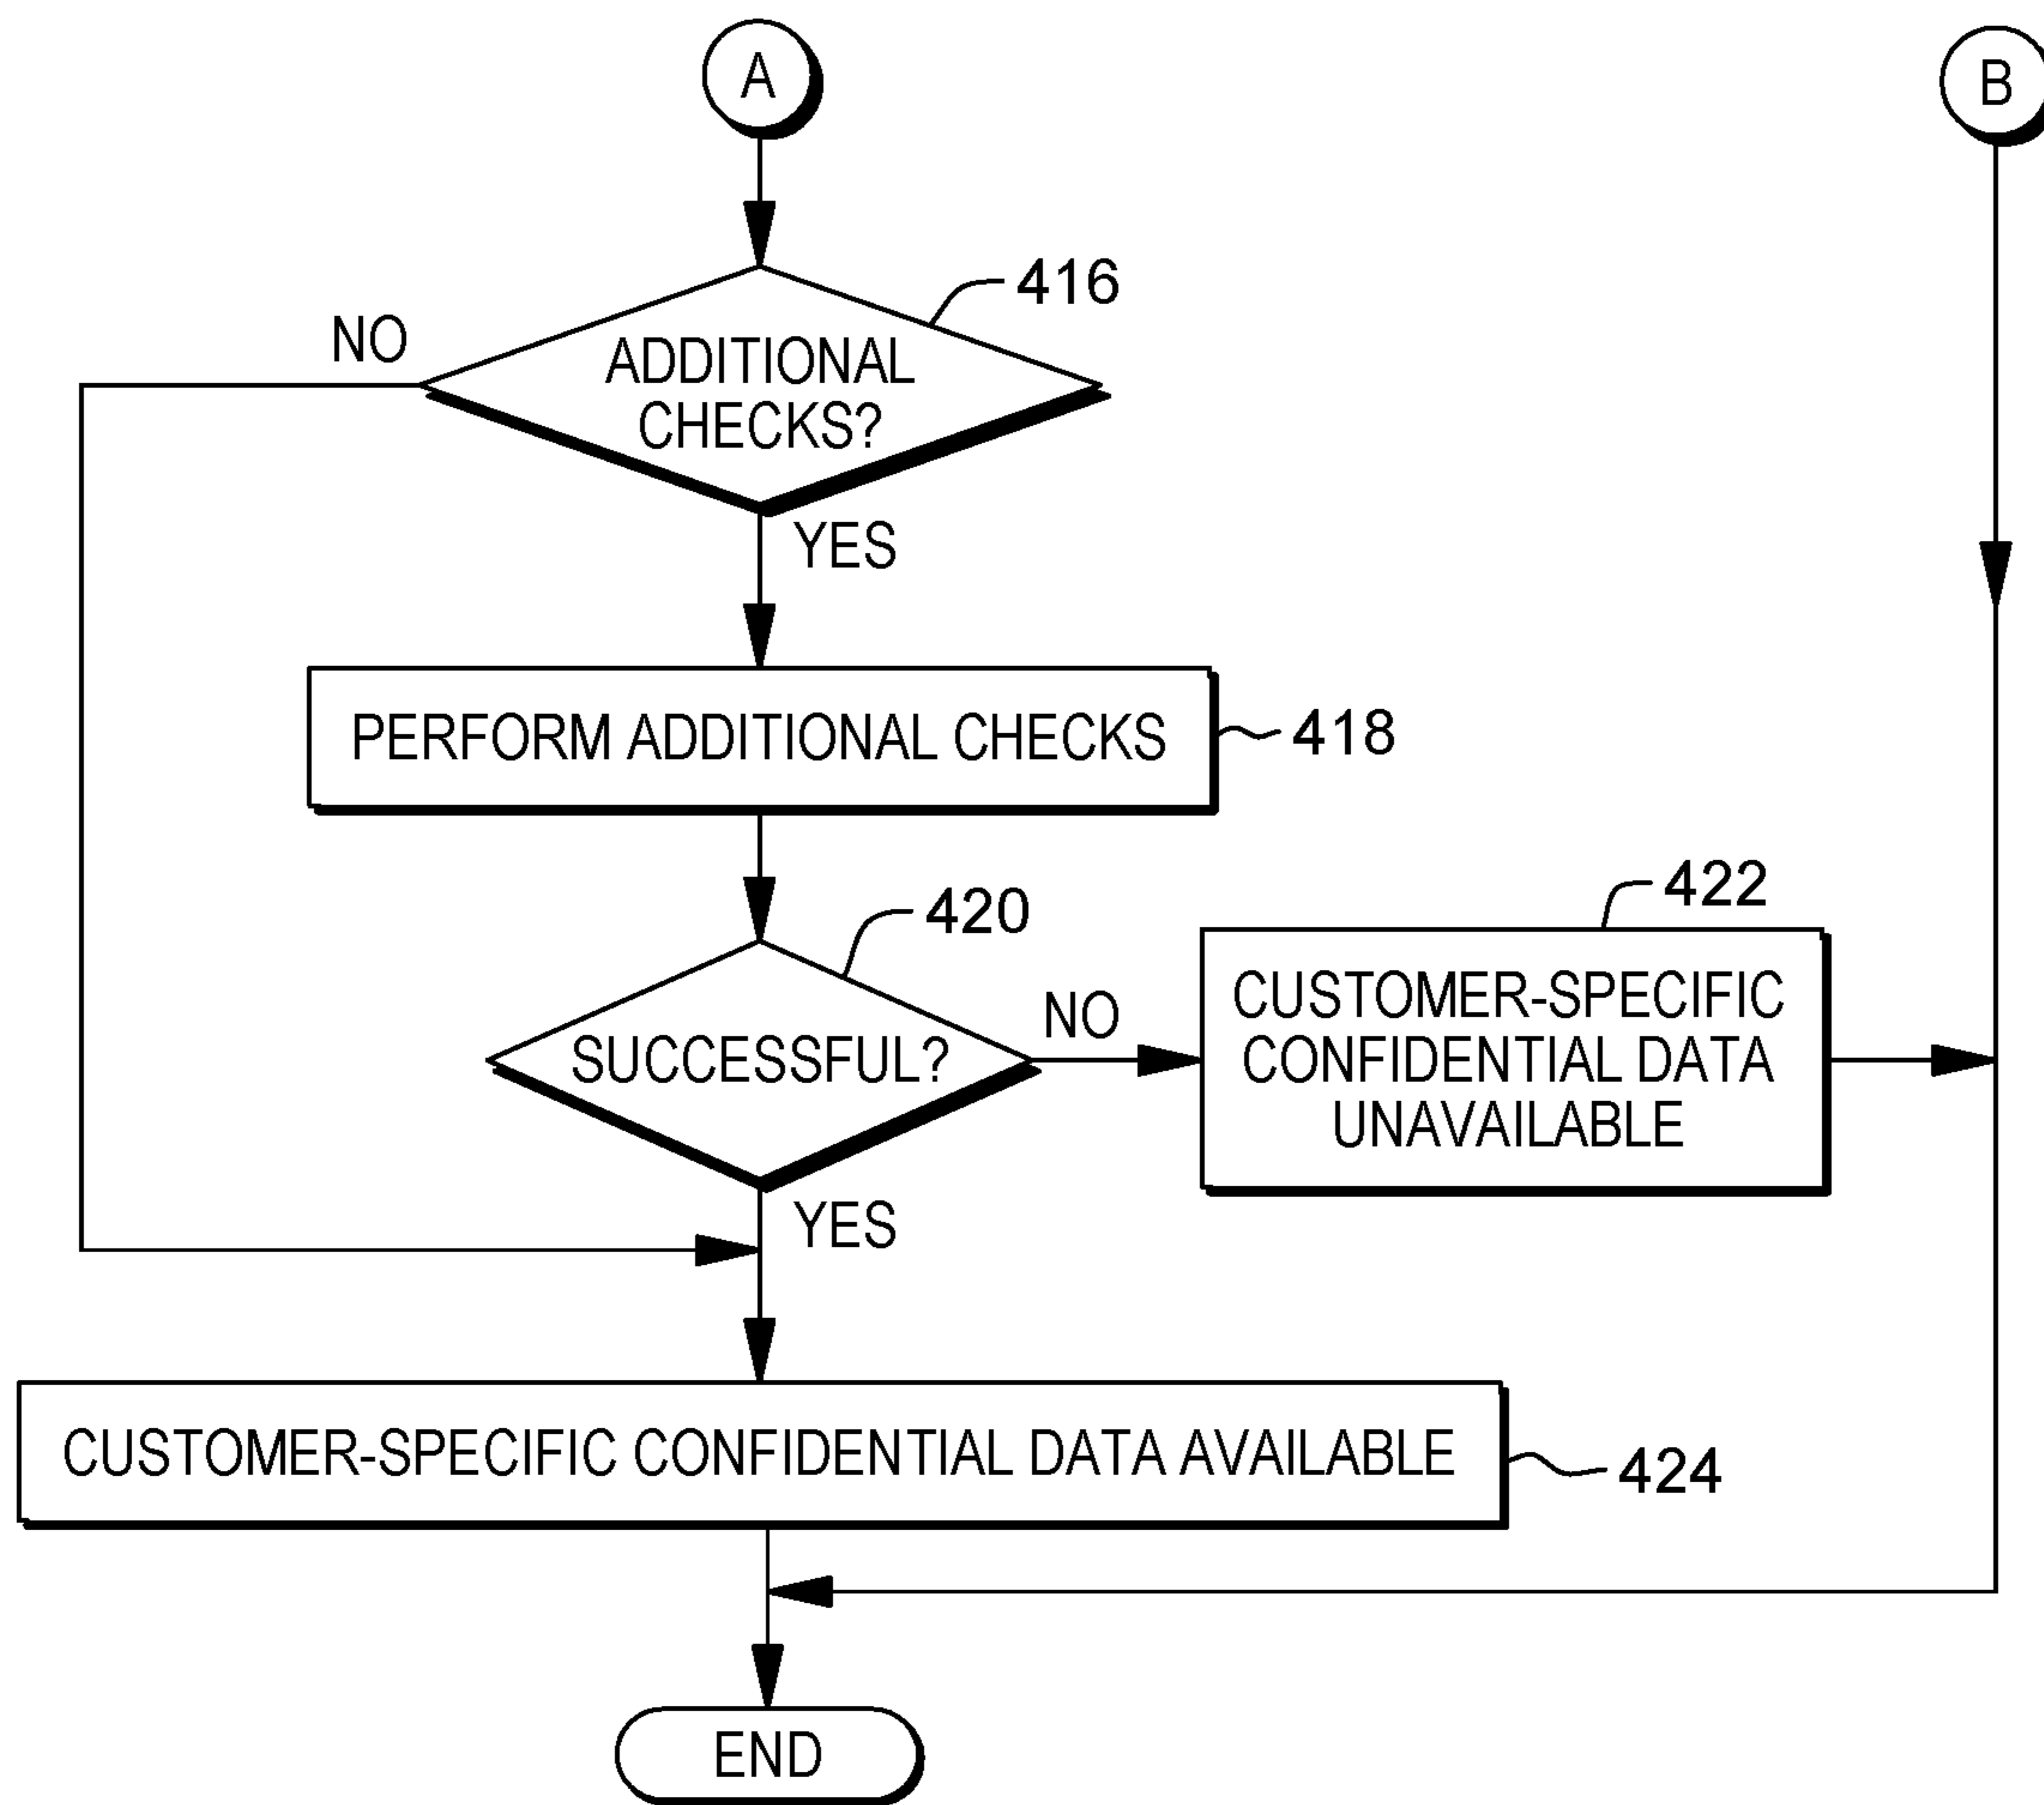 A
B
416
NO
ADDITIONAL
CHECKS?
YES
PERFORM ADDITIONAL CHECKS
418
420
422
SUCCESSFUL?
NO
CUSTOMER-SPECIFIC
CONFIDENTIAL DATA
UNAVAILABLE
YES
CUSTOMER-SPECIFIC CONFIDENTIAL DATA AVAILABLE
424
END